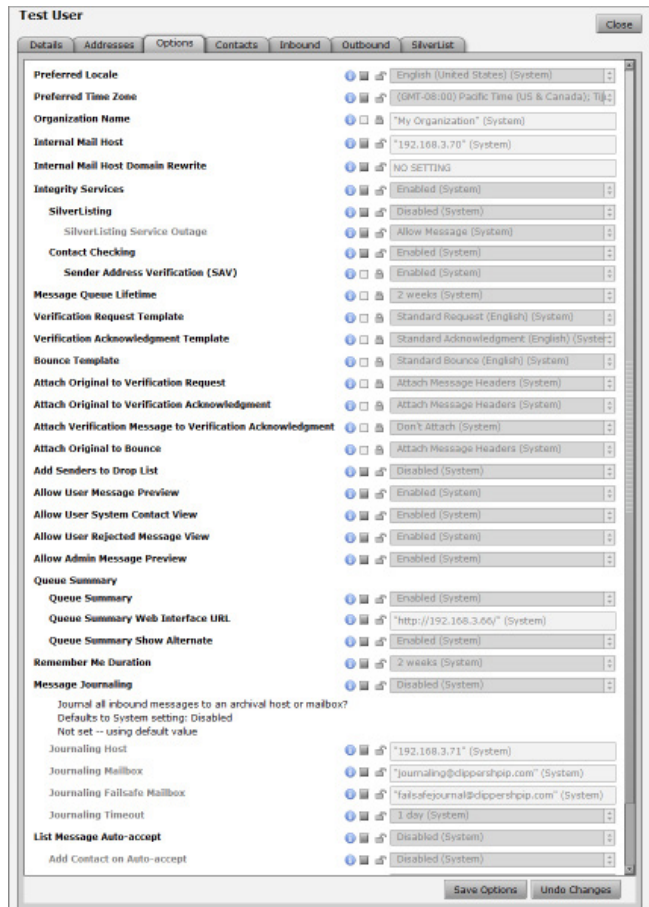 Test User
Close
Details Addresses Options Contacts Inbound Outbound SilverList
Preferred Locale English (United States) (System)
Preferred Time Zone (GMT-08:00) Pacific Time (US & Canada); Tiju
Organization Name "My Organization" (System)
Internal Mail Host "192.168.3.70" (System)
Internal Mail Host Domain Rewrite NO SETTING
Integrity Services Enabled (System)
SilverListing Disabled (System)
SilverListing Service Outage Allow Message (System)
Contact Checking Enabled (System)
Sender Address Verification (SAV) Enabled (System)
Message Queue Lifetime 2 weeks (System)
Verification Request Template Standard Request (English) (System)
Verification Acknowledgment Template Standard Acknowledgment (English) (System
Bounce Template Standard Bounce (English) (System)
Attach Original to Verification Request Attach Message Headers (System)
Attach Original to Verification Acknowledgment Attach Message Headers (System)
Attach Verification Message to Verification Acknowledgment Don't Attach (System)
Attach Original to Bounce Attach Message Headers (System)
Add Senders to Drop List Disabled (System)
Allow User Message Preview Enabled (System)
Allow User System Contact View Enabled (System)
Allow User Rejected Message View Enabled (System)
Allow Admin Message Preview Enabled (System)
Queue Summary
Queue Summary Enabled (System)
Queue Summary Web Interface URL "http://192.168.3.66/" (System)
Queue Summary Show Alternate Enabled (System)
Remember Me Duration 2 weeks (System)
Message Journaling Disabled (System)
Journal all inbound messages to an archival host or mailbox?
Defaults to System setting: Disabled
Not set -- using default value
Journaling Host "192.168.3.71" (System)
Journaling Mailbox "journaling@clippershpip.com" (System)
Journaling Failsafe Mailbox "failsafejournal@clippershpip.com" (System)
Journaling Timeout 1 day (System)
List Message Auto-accept Disabled (System)
Add Contact on Auto-accept Disabled (System)
Save Options Undo Changes